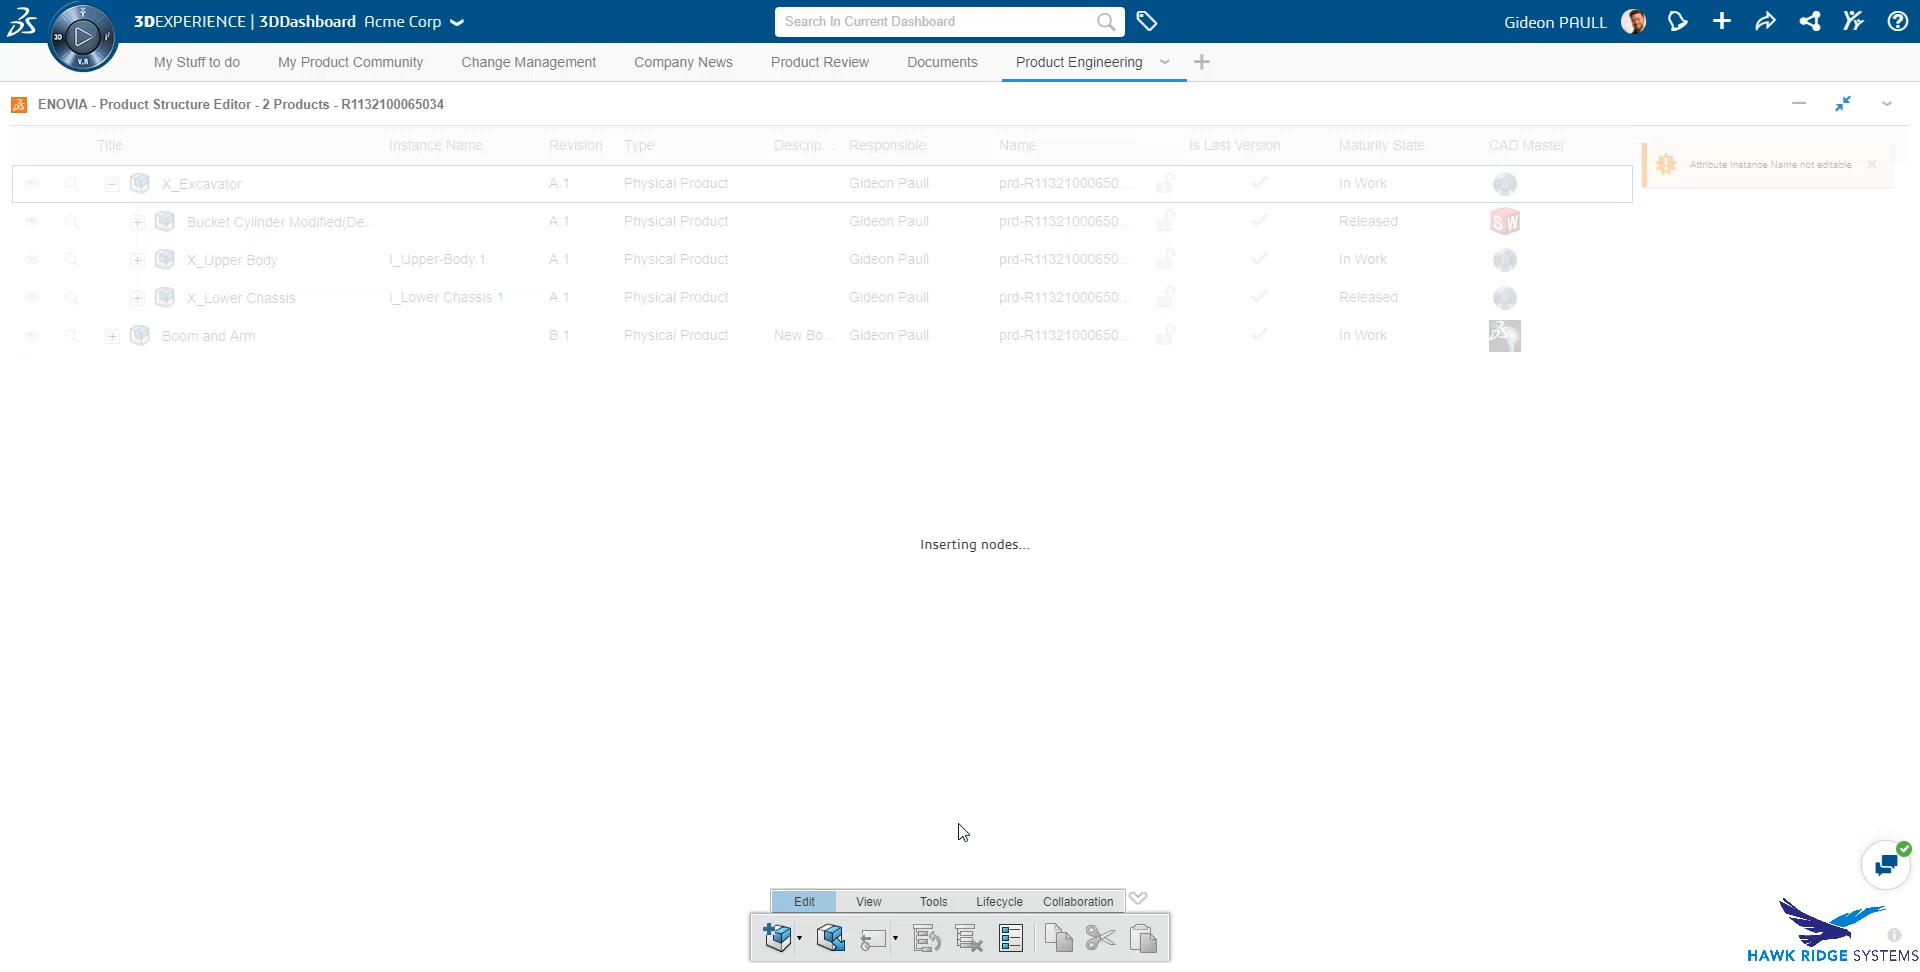 3DEXPERIENCE | 3DDashboard Acme Corp
Search In Current Dashboard
Gideon PAULL
3D
V.R
My Stuff to do My Product Community Change Management Company News Product Review Documents Product Engineering
ENOVIA - Product Structure Editor - 2 Products - R1132100065034
Title Instance Name Revision Type Descrip... Responsible Name Is Last Version Maturity State CAD Master
Attribute Instance Name not editable
X_Excavator A.1 Physical Product Gideon Paull prd-R11321000650... In Work
Bucket Cylinder Modified(De... A.1 Physical Product Gideon Paull prd-R11321000650... Released SW
X_Upper Body I_Upper-Body.1 A.1 Physical Product Gideon Paull prd-R11321000650... In Work
X_Lower Chassis I_Lower Chassis.1 A.1 Physical Product Gideon Paull prd-R11321000650... Released
Boom and Arm B.1 Physical Product New Bo... Gideon Paull prd-R11321000650... In Work
Inserting nodes...
Edit View Tools Lifecycle Collaboration
HAWK RIDGE SYSTEMS